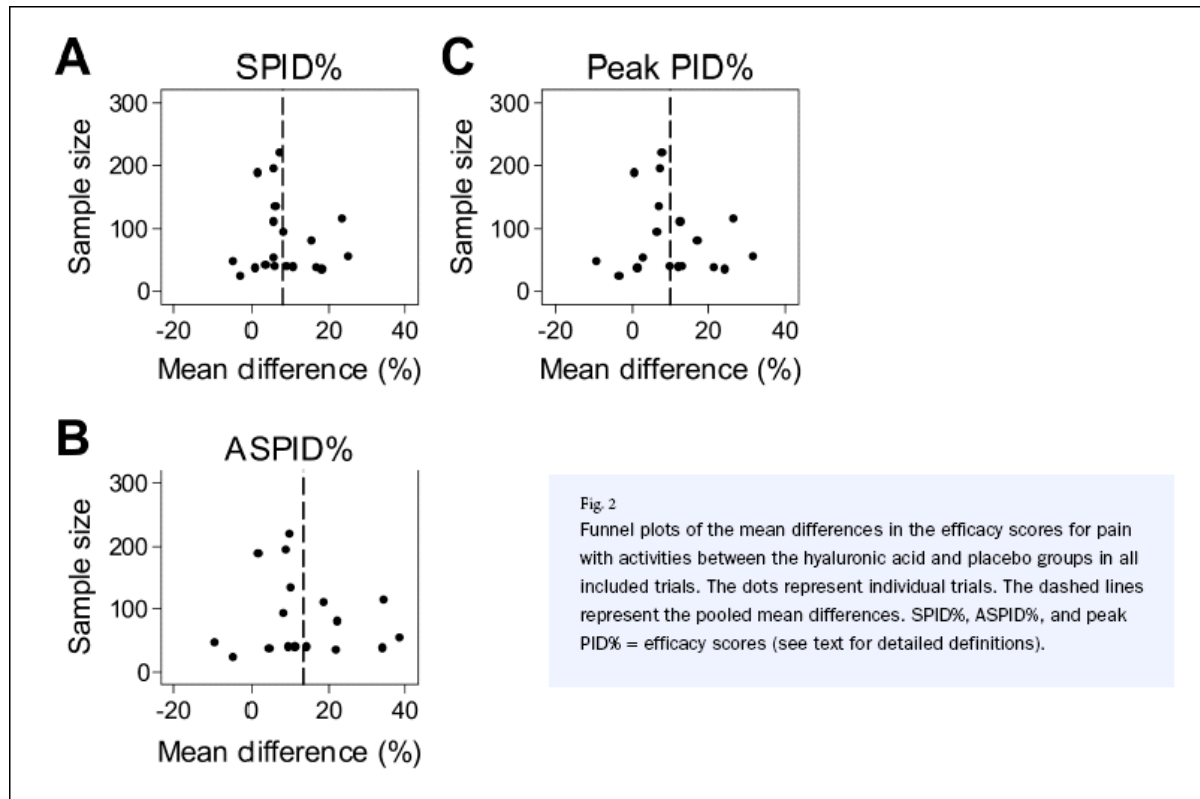 A
SPID%
300
200
100
0
Sample size
-20 0 20 40
Mean difference (%)
C
Peak PID%
300
200
100
0
Sample size
-20 0 20 40
Mean difference (%)
B
ASPID%
300
200
100
0
Sample size
-20 0 20 40
Mean difference (%)
Fig. 2
Funnel plots of the mean differences in the efficacy scores for pain
with activities between the hyaluronic acid and placebo groups in all
included trials. The dots represent individual trials. The dashed lines
represent the pooled mean differences. SPID%, ASPID%, and peak
PID% = efficacy scores (see text for detailed definitions).